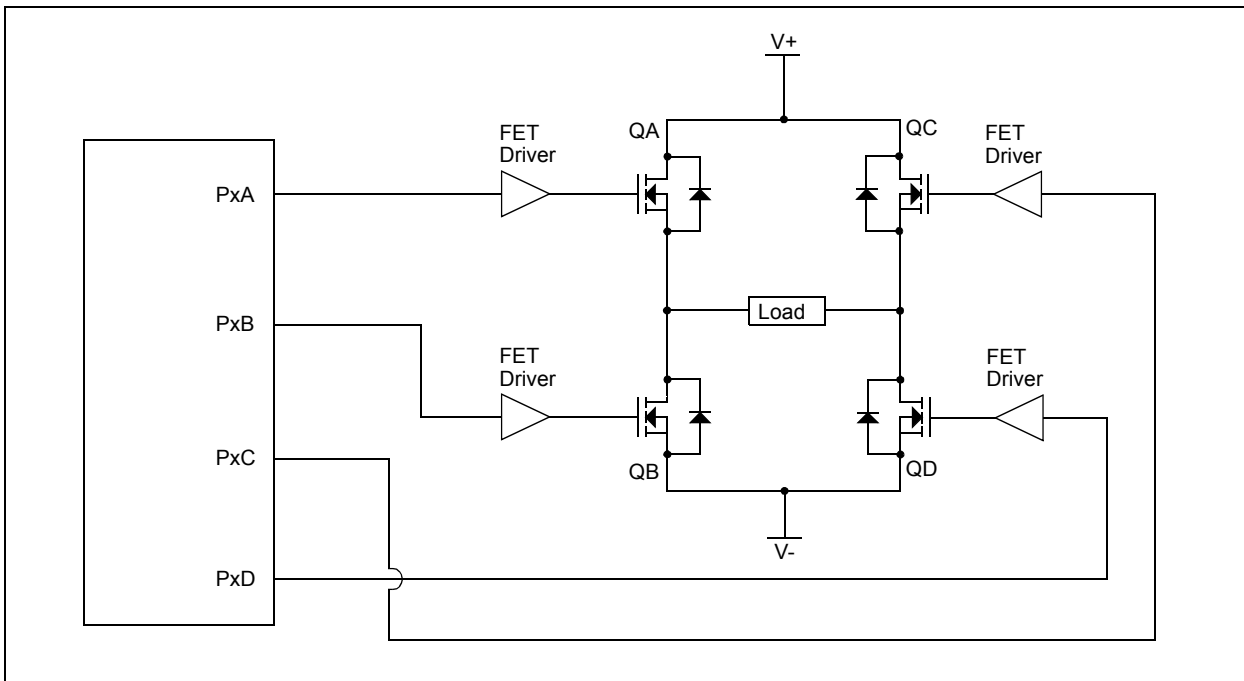 V+
QA
QC
FET
Driver
FET
Driver
PxA
Load
PxB
FET
Driver
FET
Driver
PxC
QB
QD
V-
PxD